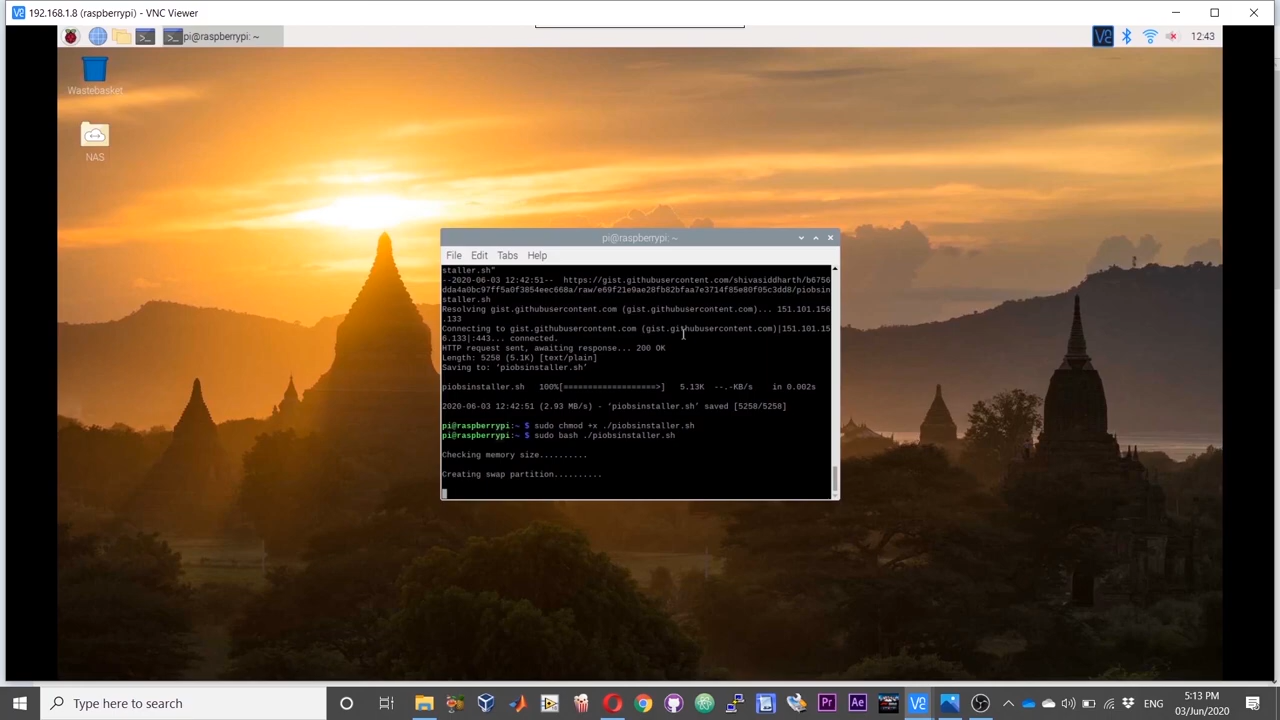 192.168.1.8 (raspberrypi) - VNC Viewer
pi@raspberrypi: ~
12:43
Wastebasket
NAS
pi@raspberrypi: ~
File Edit Tabs Help
staller.sh"
--2020-06-03 12:42:51-- https://gist.githubusercontent.com/shivasiddharth/b6756
dda4a0bc97ff5a0f3854eec668a/raw/e69f21e9ae28fb82bfaa7e3714f85e80f05c3dd8/piobsin
staller.sh
Resolving gist.githubusercontent.com (gist.githubusercontent.com)... 151.101.156
.133
Connecting to gist.githubusercontent.com (gist.githubusercontent.com)|151.101.15
6.133|:443... connected.
HTTP request sent, awaiting response... 200 OK
Length: 5258 (5.1K) [text/plain]
Saving to: ‘piobsinstaller.sh’
piobsinstaller.sh 100%[===================>] 5.13K --.-KB/s in 0.002s
2020-06-03 12:42:51 (2.93 MB/s) - ‘piobsinstaller.sh’ saved [5258/5258]
pi@raspberrypi:~ $ sudo chmod +x ./piobsinstaller.sh
pi@raspberrypi:~ $ sudo bash ./piobsinstaller.sh
Checking memory size..........
Creating swap partition..........
Type here to search
Pr
Ae
ENG
5:13 PM
03/Jun/2020